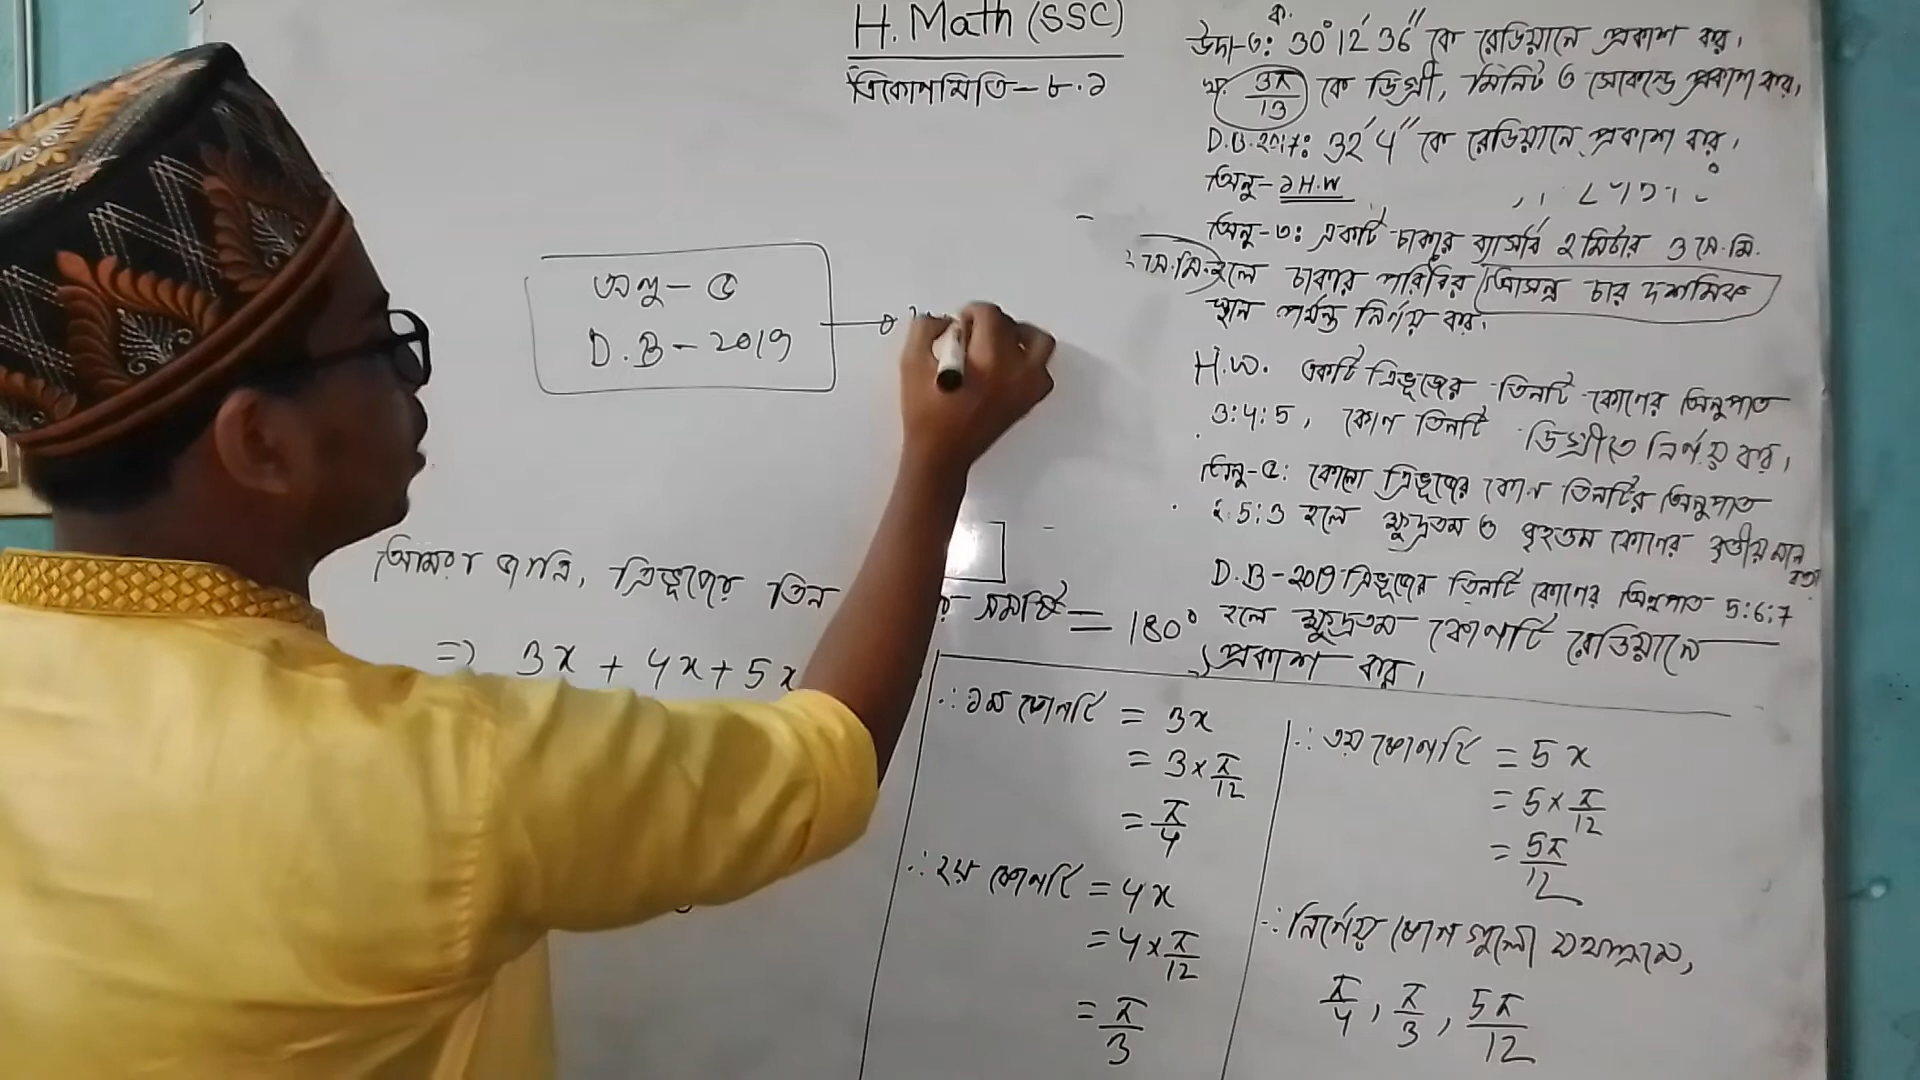 H. Math (SSC)
ত্রিকোণমিতি - ৮.১
ক.
উদা-৩: 30° 12′ 36″ কে রেডিয়ানে প্রকাশ কর।
খ. 3π/13 কে ডিগ্রী, মিনিট ও সেকেন্ডে প্রকাশ কর।
D.B. 2017: 32′ 4″ কে রেডিয়ানে প্রকাশ কর।
অনু - ১ H.W
অনু-৩: একটি চাকার ব্যাসার্ধ ২ মিটার 3 সে.মি.
সে.মি. হলে চাকার পরিধির আসন্ন চার দশমিক
স্থান পর্যন্ত নির্ণয় কর।
H.W. একটি ত্রিভূজের তিনটি কোণের অনুপাত
3:4:5, কোণ তিনটি ডিগ্রীতে নির্ণয় কর।
অনু-৫: কোনো ত্রিভূজের কোণ তিনটির অনুপাত
2:5:3 হলে ক্ষুদ্রতম ও বৃহত্তম কোণের বৃত্তীয় মান
কত?
D.B-2019 ত্রিভূজের তিনটি কোণের অনুপাত 5:6:7
হলে ক্ষুদ্রতম কোণটি রেডিয়ানে
প্রকাশ কর।
অনু - ৫
D.B - 2019
আমরা জানি, ত্রিভূজের তিন সমষ্টি = 180°
⇒ 3x + 4x + 5x
∴ ১ম কোণটি = 3x
= 3 × π/12
= π/4
∴ ২য় কোণটি = 4x
= 4 × π/12
= π/3
∴ ৩য় কোণটি = 5x
= 5 × π/12
= 5π/12
∴ নির্ণেয় কোণ গুলো যথাক্রমে,
π/4, π/3, 5π/12